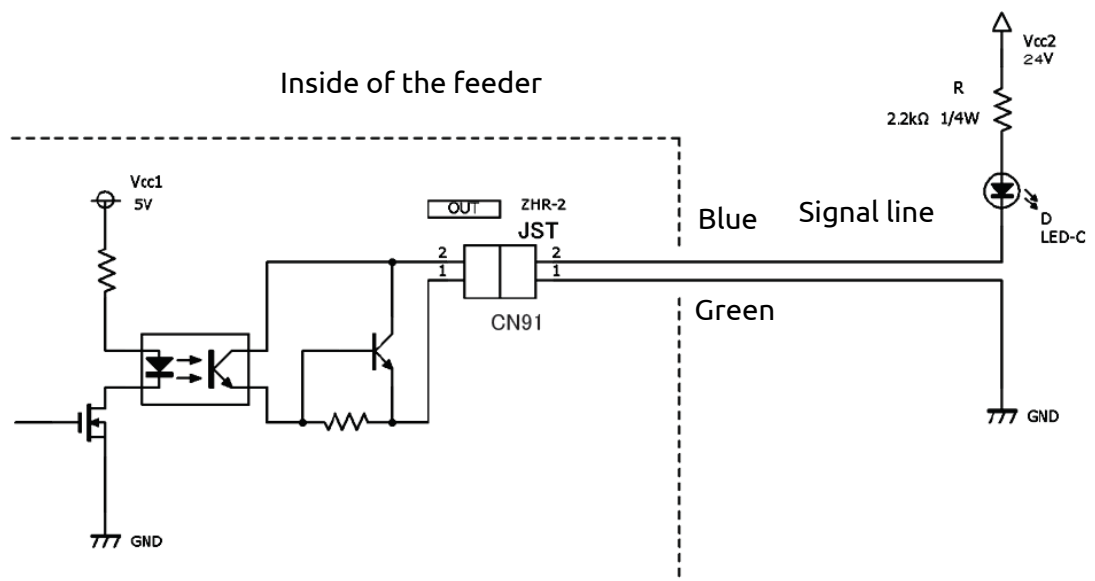 Inside of the feeder
Vcc2
24V
R
2.2kΩ 1/4W
Vcc1
5V
OUT
ZHR-2
JST
Blue
Signal line
D
LED-C
2
2
1
1
Green
CN91
GND
GND